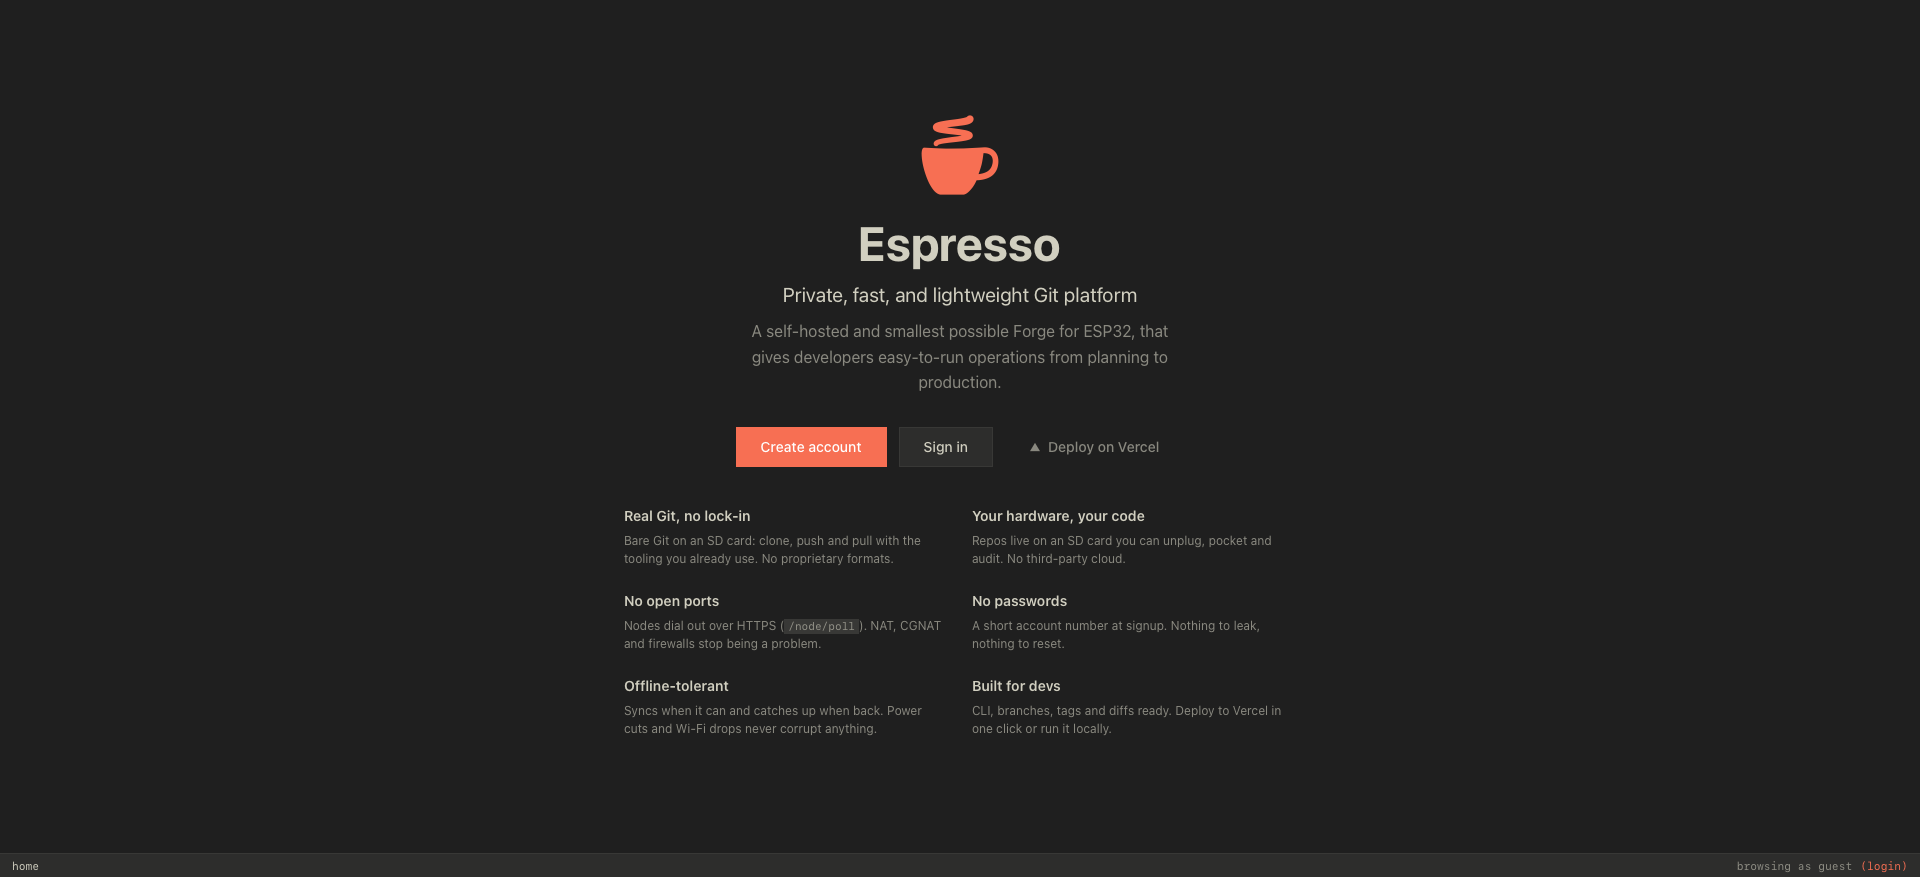 Espresso
Private, fast, and lightweight Git platform
A self-hosted and smallest possible Forge for ESP32, that
gives developers easy-to-run operations from planning to
production.
Create account
Sign in
Deploy on Vercel
Real Git, no lock-in
Bare Git on an SD card: clone, push and pull with the
tooling you already use. No proprietary formats.
Your hardware, your code
Repos live on an SD card you can unplug, pocket and
audit. No third-party cloud.
No open ports
Nodes dial out over HTTPS ( /node/poll ). NAT, CGNAT
and firewalls stop being a problem.
No passwords
A short account number at signup. Nothing to leak,
nothing to reset.
Offline-tolerant
Syncs when it can and catches up when back. Power
cuts and Wi-Fi drops never corrupt anything.
Built for devs
CLI, branches, tags and diffs ready. Deploy to Vercel in
one click or run it locally.
home
browsing as guest (login)